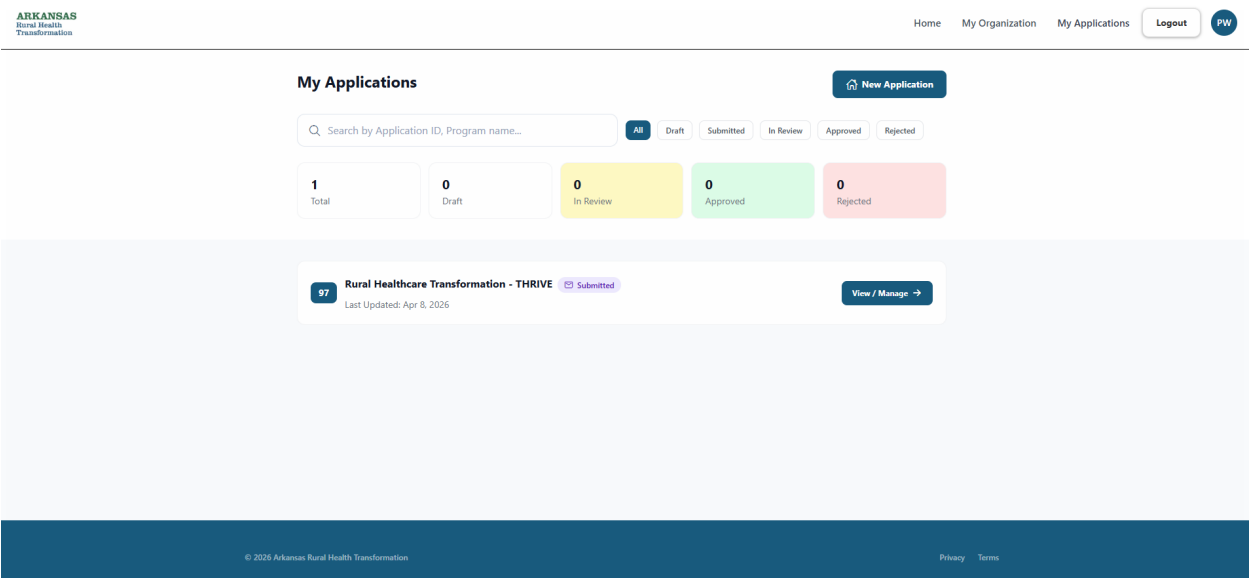 ARKANSAS
Rural Health
Transformation
Home My Organization My Applications Logout PW
My Applications
New Application
Search by Application ID, Program name...
All Draft Submitted In Review Approved Rejected
1
Total
0
Draft
0
In Review
0
Approved
0
Rejected
97
Rural Healthcare Transformation - THRIVE Submitted
Last Updated: Apr 8, 2026
View / Manage →
© 2026 Arkansas Rural Health Transformation
Privacy Terms